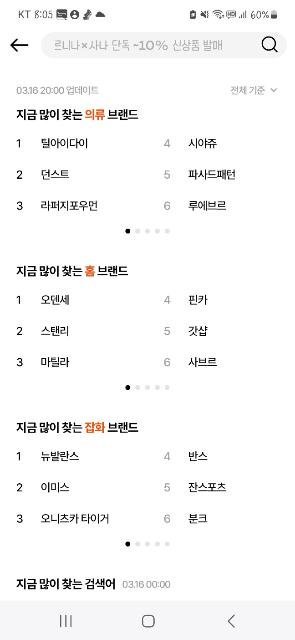 KT 8:05 60%
르니나×사나 단독 ~10% 신상품 발매
03.16 20:00 업데이트 전체 기준
지금 많이 찾는 의류 브랜드
1 틸아이다이 4 시야쥬
2 던스트 5 파사드패턴
3 라퍼지포우먼 6 루에브르
지금 많이 찾는 홈 브랜드
1 오덴세 4 핀카
2 스탠리 5 갓샵
3 마틸라 6 사브르
지금 많이 찾는 잡화 브랜드
1 뉴발란스 4 반스
2 이미스 5 잔스포츠
3 오니츠카 타이거 6 분크
지금 많이 찾는 검색어 03.16 00:00